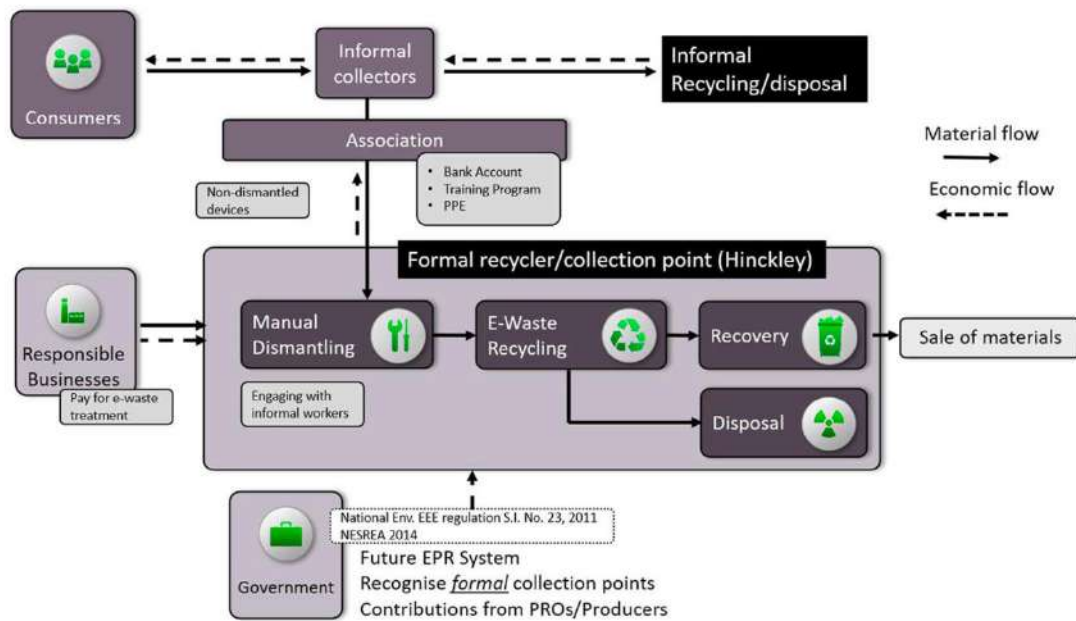 Consumers
Informal
collectors
Informal
Recycling/disposal
Association
• Bank Account
• Training Program
• PPE
Non-dismantled
devices
Material flow
Economic flow
Formal recycler/collection point (Hinckley)
Responsible
Businesses
Pay for e-waste
treatment
Manual
Dismantling
Engaging with
informal workers
E-Waste
Recycling
Recovery
Disposal
Sale of materials
Government
National Env. EEE regulation S.I. No. 23, 2011
NESREA 2014
Future EPR System
Recognise formal collection points
Contributions from PROs/Producers